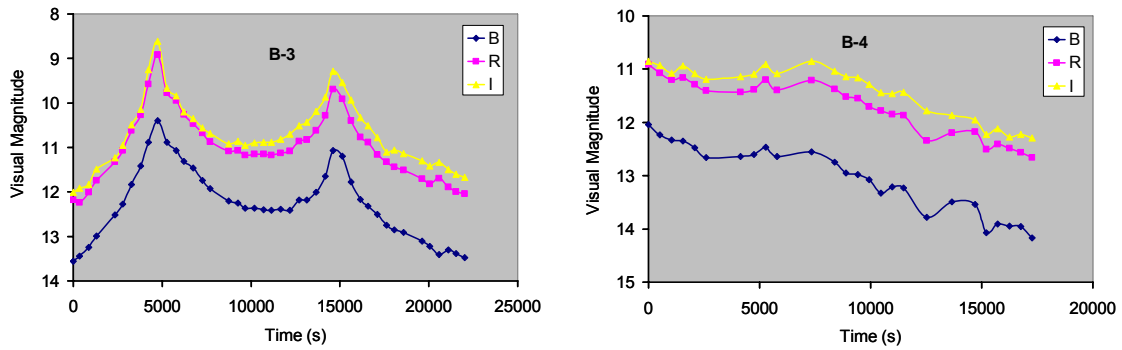 8
9
10
11
12
13
14
Visual Magnitude
0 5000 10000 15000 20000 25000
Time (s)
B-3
B
R
I
10
11
12
13
14
15
Visual Magnitude
0 5000 10000 15000 20000
Time (s)
B-4
B
R
I